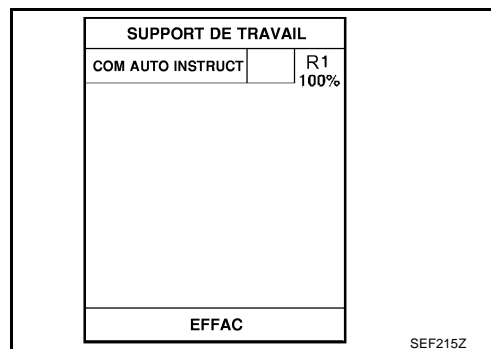 SUPPORT DE TRAVAIL
COM AUTO INSTRUCT R1
100%
EFFAC
SEF215Z